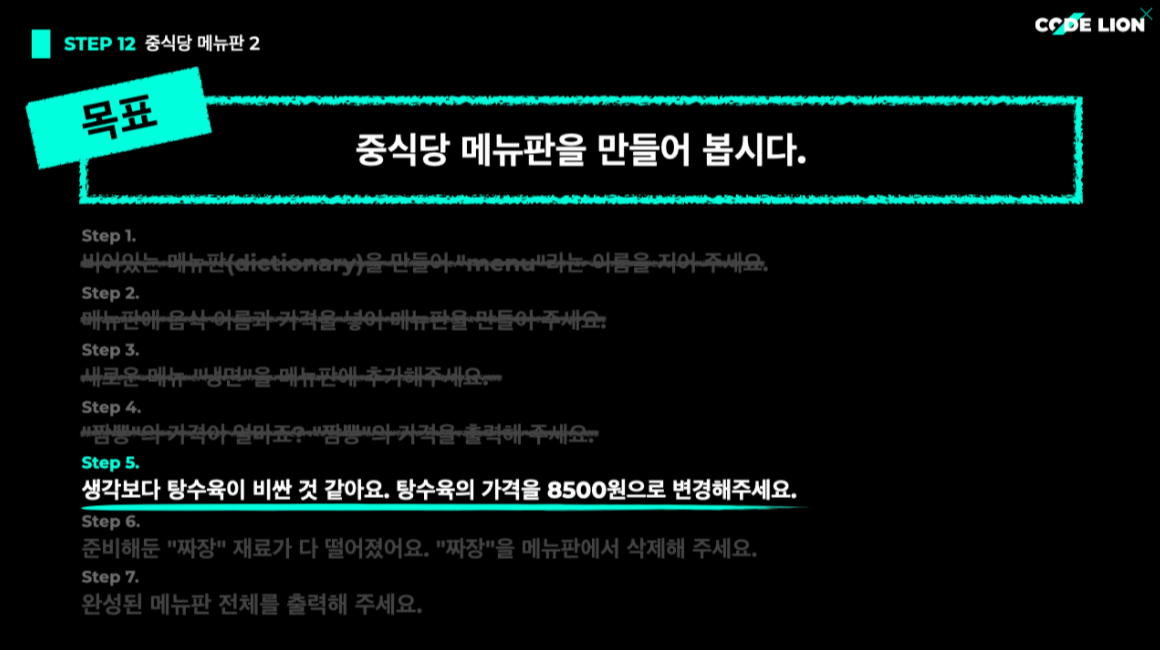 CODE LION
STEP 12 중식당 메뉴판 2
목표
중식당 메뉴판을 만들어 봅시다.
Step 1.
비어있는 메뉴판(dictionary)을 만들어 "menu"라는 이름을 지어 주세요.
Step 2.
메뉴판에 음식 이름과 가격을 넣어 메뉴판을 만들어 주세요.
Step 3.
새로운 메뉴 "냉면"을 메뉴판에 추가해주세요.
Step 4.
"짬뽕"의 가격이 얼마죠? "짬뽕"의 가격을 출력해 주세요.
Step 5.
생각보다 탕수육이 비싼 것 같아요. 탕수육의 가격을 8500원으로 변경해주세요.
Step 6.
준비해둔 "짜장" 재료가 다 떨어졌어요. "짜장"을 메뉴판에서 삭제해 주세요.
Step 7.
완성된 메뉴판 전체를 출력해 주세요.